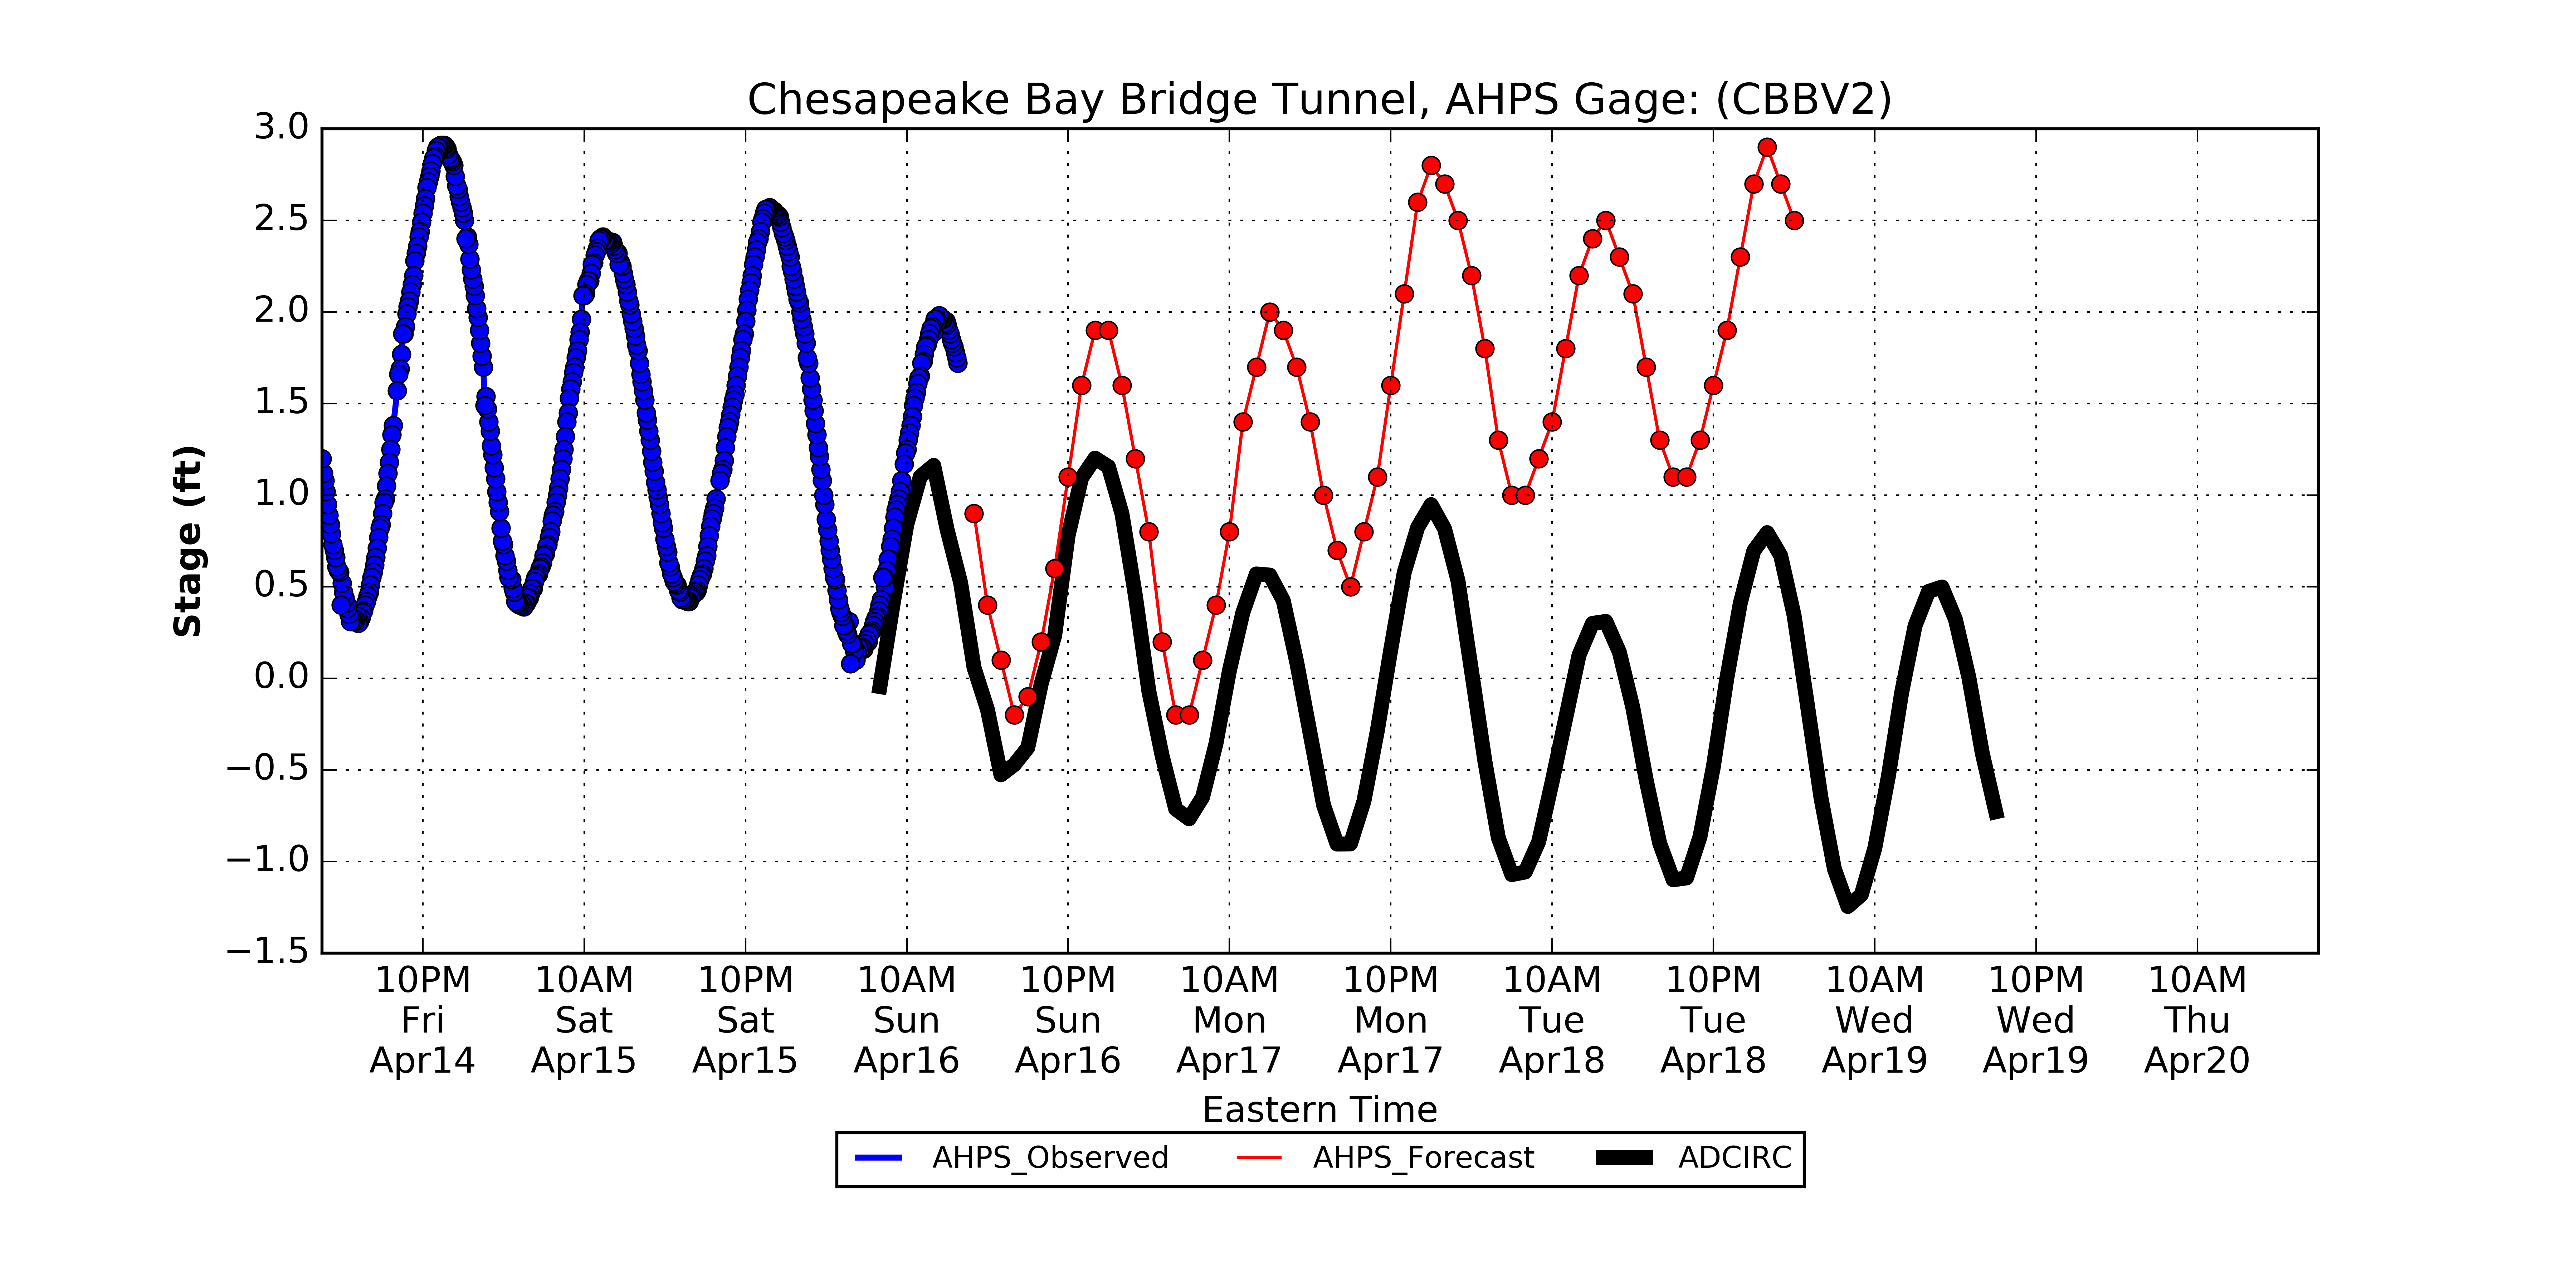 Chesapeake Bay Bridge Tunnel, AHPS Gage: (CBBV2)
3.0
2.5
2.0
1.5
1.0
0.5
0.0
−0.5
−1.0
−1.5
Stage (ft)
10PM 10AM 10PM 10AM 10PM 10AM 10PM 10AM 10PM 10AM 10PM 10AM
Fri Sat Sat Sun Sun Mon Mon Tue Tue Wed Wed Thu
Apr14 Apr15 Apr15 Apr16 Apr16 Apr17 Apr17 Apr18 Apr18 Apr19 Apr19 Apr20
Eastern Time
AHPS_Observed AHPS_Forecast ADCIRC